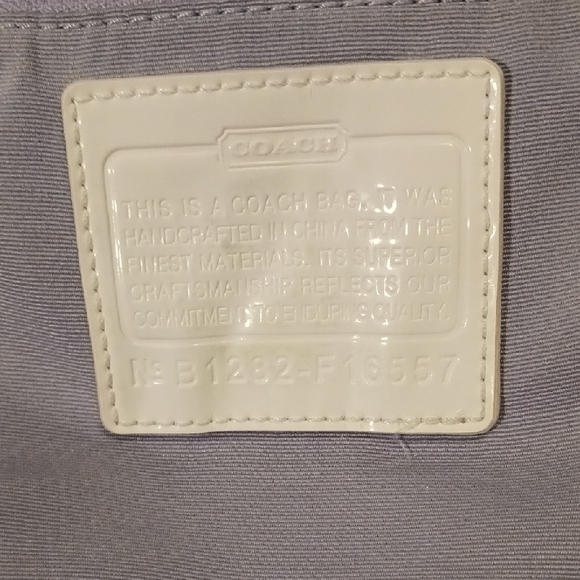 COACH
THIS IS A COACH BAG. IT WAS
HANDCRAFTED IN CHINA FROM THE
FINEST MATERIALS. ITS SUPERIOR
CRAFTSMANSHIP REFLECTS OUR
COMMITMENT TO ENDURING QUALITY.
No B1282-F16557